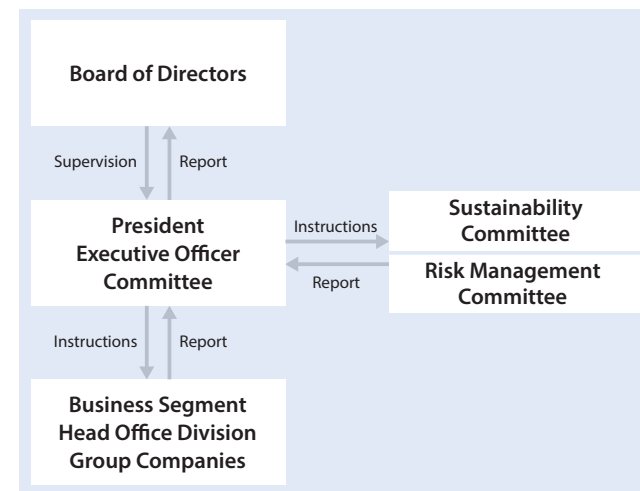 Board of Directors
Supervision
Report
President
Executive Officer
Committee
Instructions
Report
Sustainability
Committee
Risk Management
Committee
Instructions
Report
Business Segment
Head Office Division
Group Companies